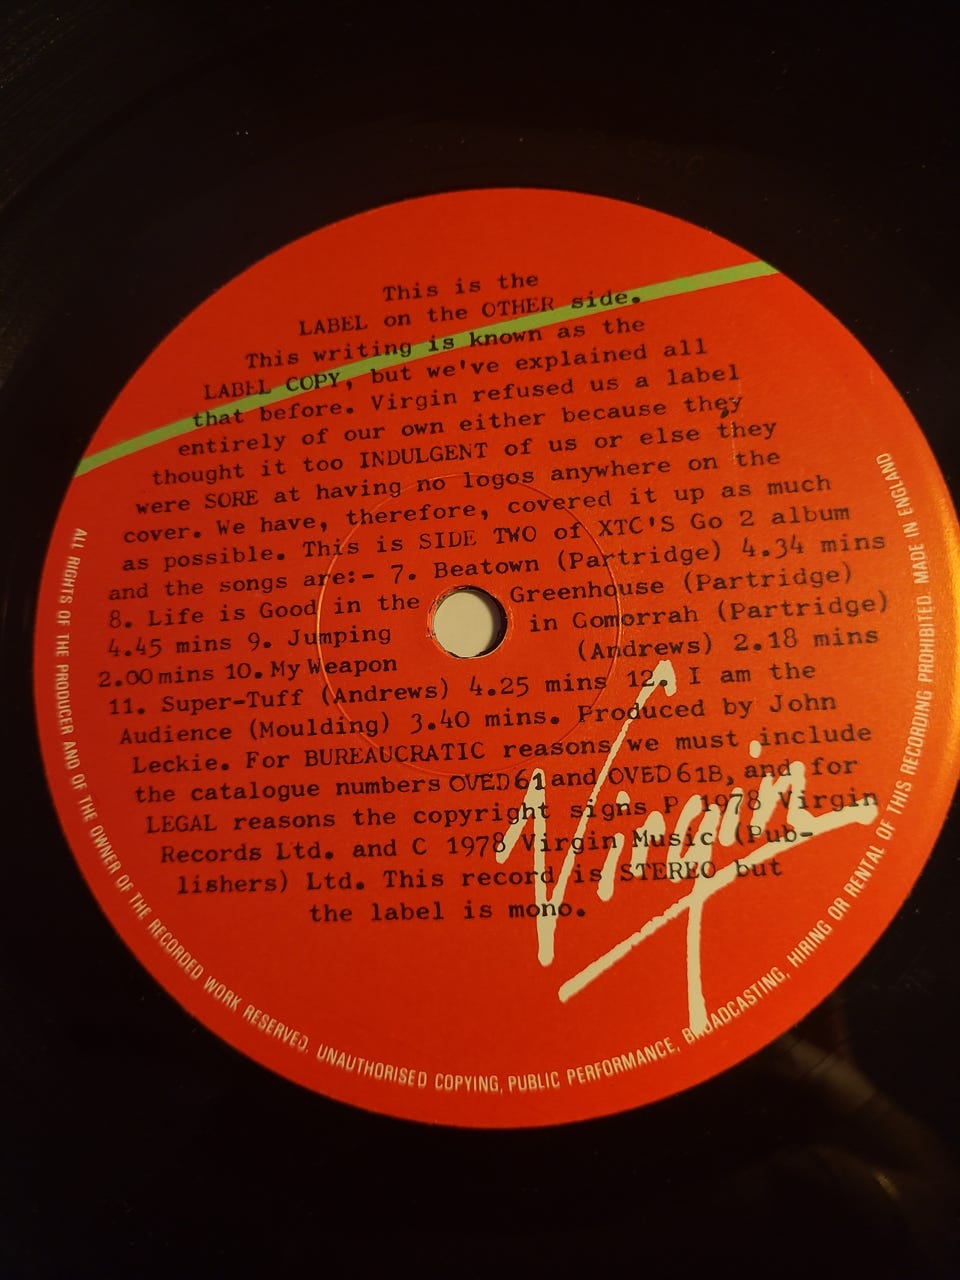 This is the
LABEL on the OTHER side.
This writing is known as the
LABEL COPY, but we've explained all
that before. Virgin refused us a label
entirely of our own either because they
thought it too INDULGENT of us or else they
were SORE at having no logos anywhere on the
cover. We have, therefore, covered it up as much
as possible. This is SIDE TWO of XTC'S Go 2 album
and the songs are:- 7. Beatown (Partridge) 4.34 mins
8. Life is Good in the Greenhouse (Partridge)
4.45 mins 9. Jumping in Gomorrah (Partridge)
2.00 mins 10. My Weapon (Andrews) 2.18 mins
11. Super-Tuff (Andrews) 4.25 mins 12. I am the
Audience (Moulding) 3.40 mins. Produced by John
Leckie. For BUREAUCRATIC reasons we must include
the catalogue numbers OVED 61 and OVED 61B, and for
LEGAL reasons the copyright signs P 1978 Virgin
Records Ltd. and C 1978 Virgin Music (Pub-
lishers) Ltd. This record is STEREO but
the label is mono.
Virgin
ALL RIGHTS OF THE PRODUCER AND OF THE OWNER OF THE RECORDED WORK RESERVED. UNAUTHORISED COPYING, PUBLIC PERFORMANCE, BROADCASTING, HIRING OR RENTAL OF THIS RECORDING PROHIBITED. MADE IN ENGLAND